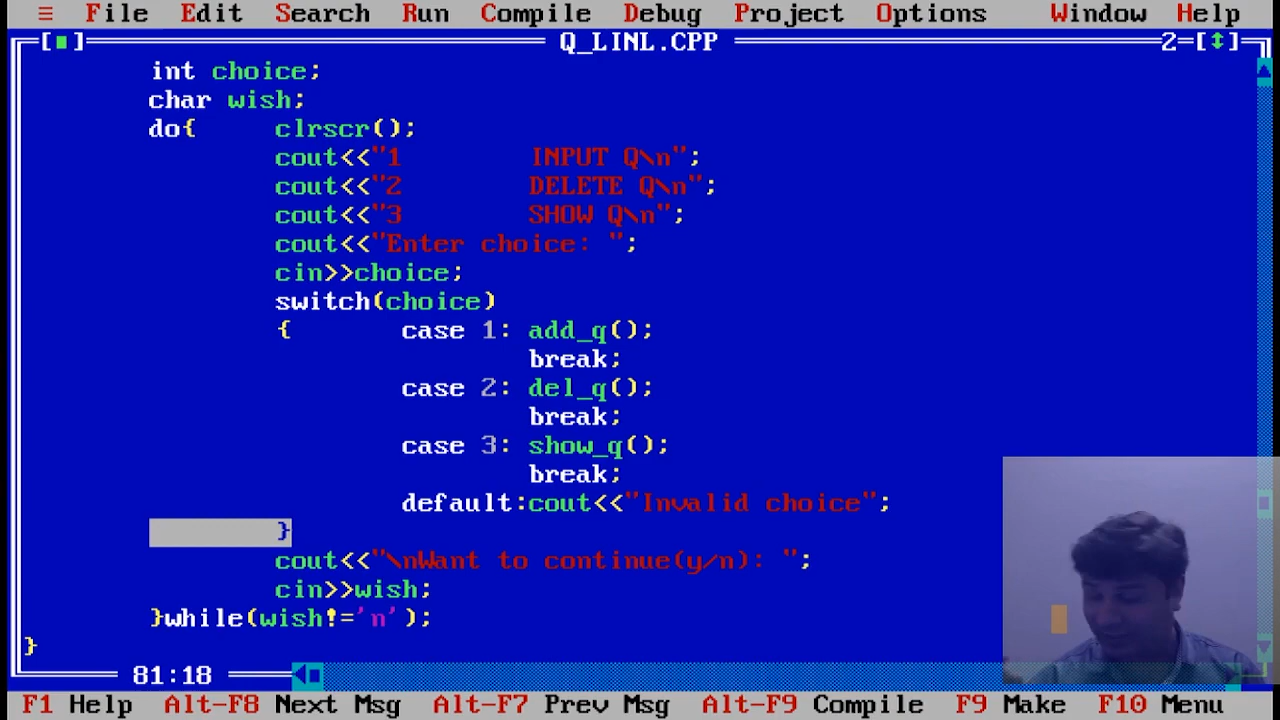 ≡ File Edit Search Run Compile Debug Project Options Window Help
[■] Q_LINL.CPP 2=[↕]
int choice;
char wish;
do{ clrscr();
cout<<"1 INPUT Q\n";
cout<<"2 DELETE Q\n";
cout<<"3 SHOW Q\n";
cout<<"Enter choice: ";
cin>>choice;
switch(choice)
{ case 1: add_q();
break;
case 2: del_q();
break;
case 3: show_q();
break;
default:cout<<"Invalid choice";
}
cout<<"\nWant to continue(y/n): ";
cin>>wish;
}while(wish!='n');
}
81:18
F1 Help Alt-F8 Next Msg Alt-F7 Prev Msg Alt-F9 Compile F9 Make F10 Menu